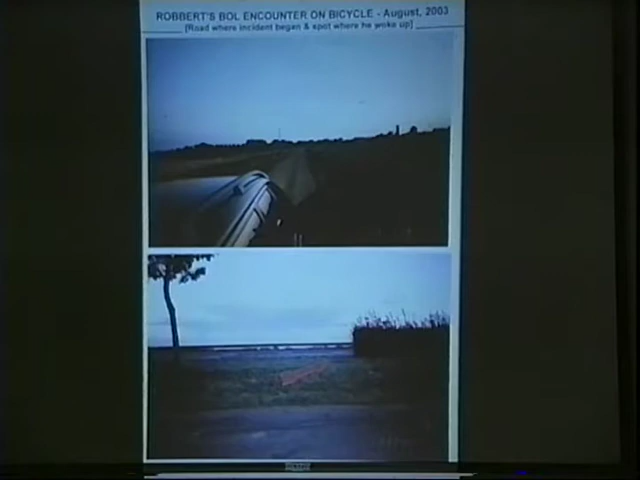 ROBBERT'S BOL ENCOUNTER ON BICYCLE - August, 2003
[Road where incident began & spot where he woke up]